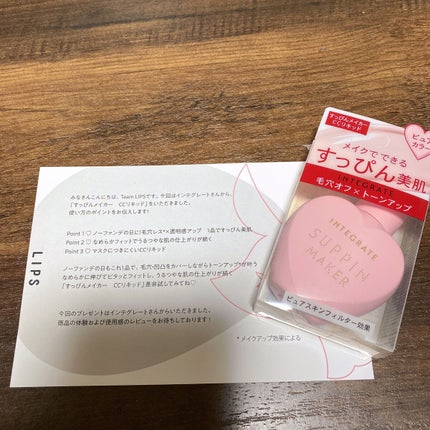 みなさんこんにちは、Team LIPSです。今回はインテグレートさんから、
「すっぴんメイカー　CCリキッド」をいただきました。
使い方のポイントをお伝えします!
Point 1 ♡ ノーファンデの日に!毛穴レス*×透明感アップ　1品ですっぴん美肌
Point 2 ♡ なめらかフィットでうるつやな肌の仕上がりが続く
Point 3 ♡ マスクにつきにくいCCリキッド
ノーファンデの日もこれ1品で、毛穴・凹凸をカバーしながらトーンアップ*が叶う
なめらかに伸びてピタッとフィットし、うるつやな肌の仕上がりが続く
「すっぴんメイカー　CCリキッド」是非試してみてね♡
今回のプレゼントはインテグレートさんからいただきました。
商品の体験および使用感のレビューをお待ちしております!
*メイクアップ効果による
LIPS
すっぴんメイカー
CCリキッド
ピュア
カラー
メイクでできる
すっぴん美肌
INTEGRATE
毛穴オフ×トーンアップ
INTEGRATE
SUPPIN
MAKER
ピュアスキンフィルター効果